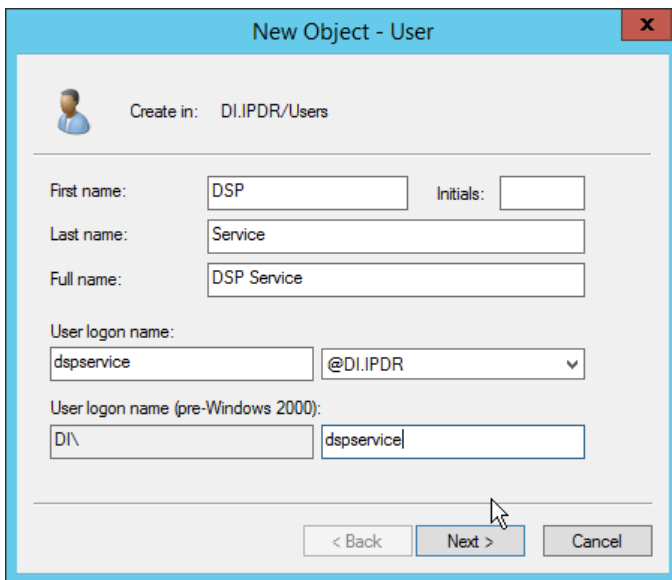 New Object - User
x
Create in: DI.IPDR/Users
First name: DSP Initials:
Last name: Service
Full name: DSP Service
User logon name:
dspservice @DI.IPDR
User logon name (pre-Windows 2000):
DI\ dspservice
< Back Next > Cancel